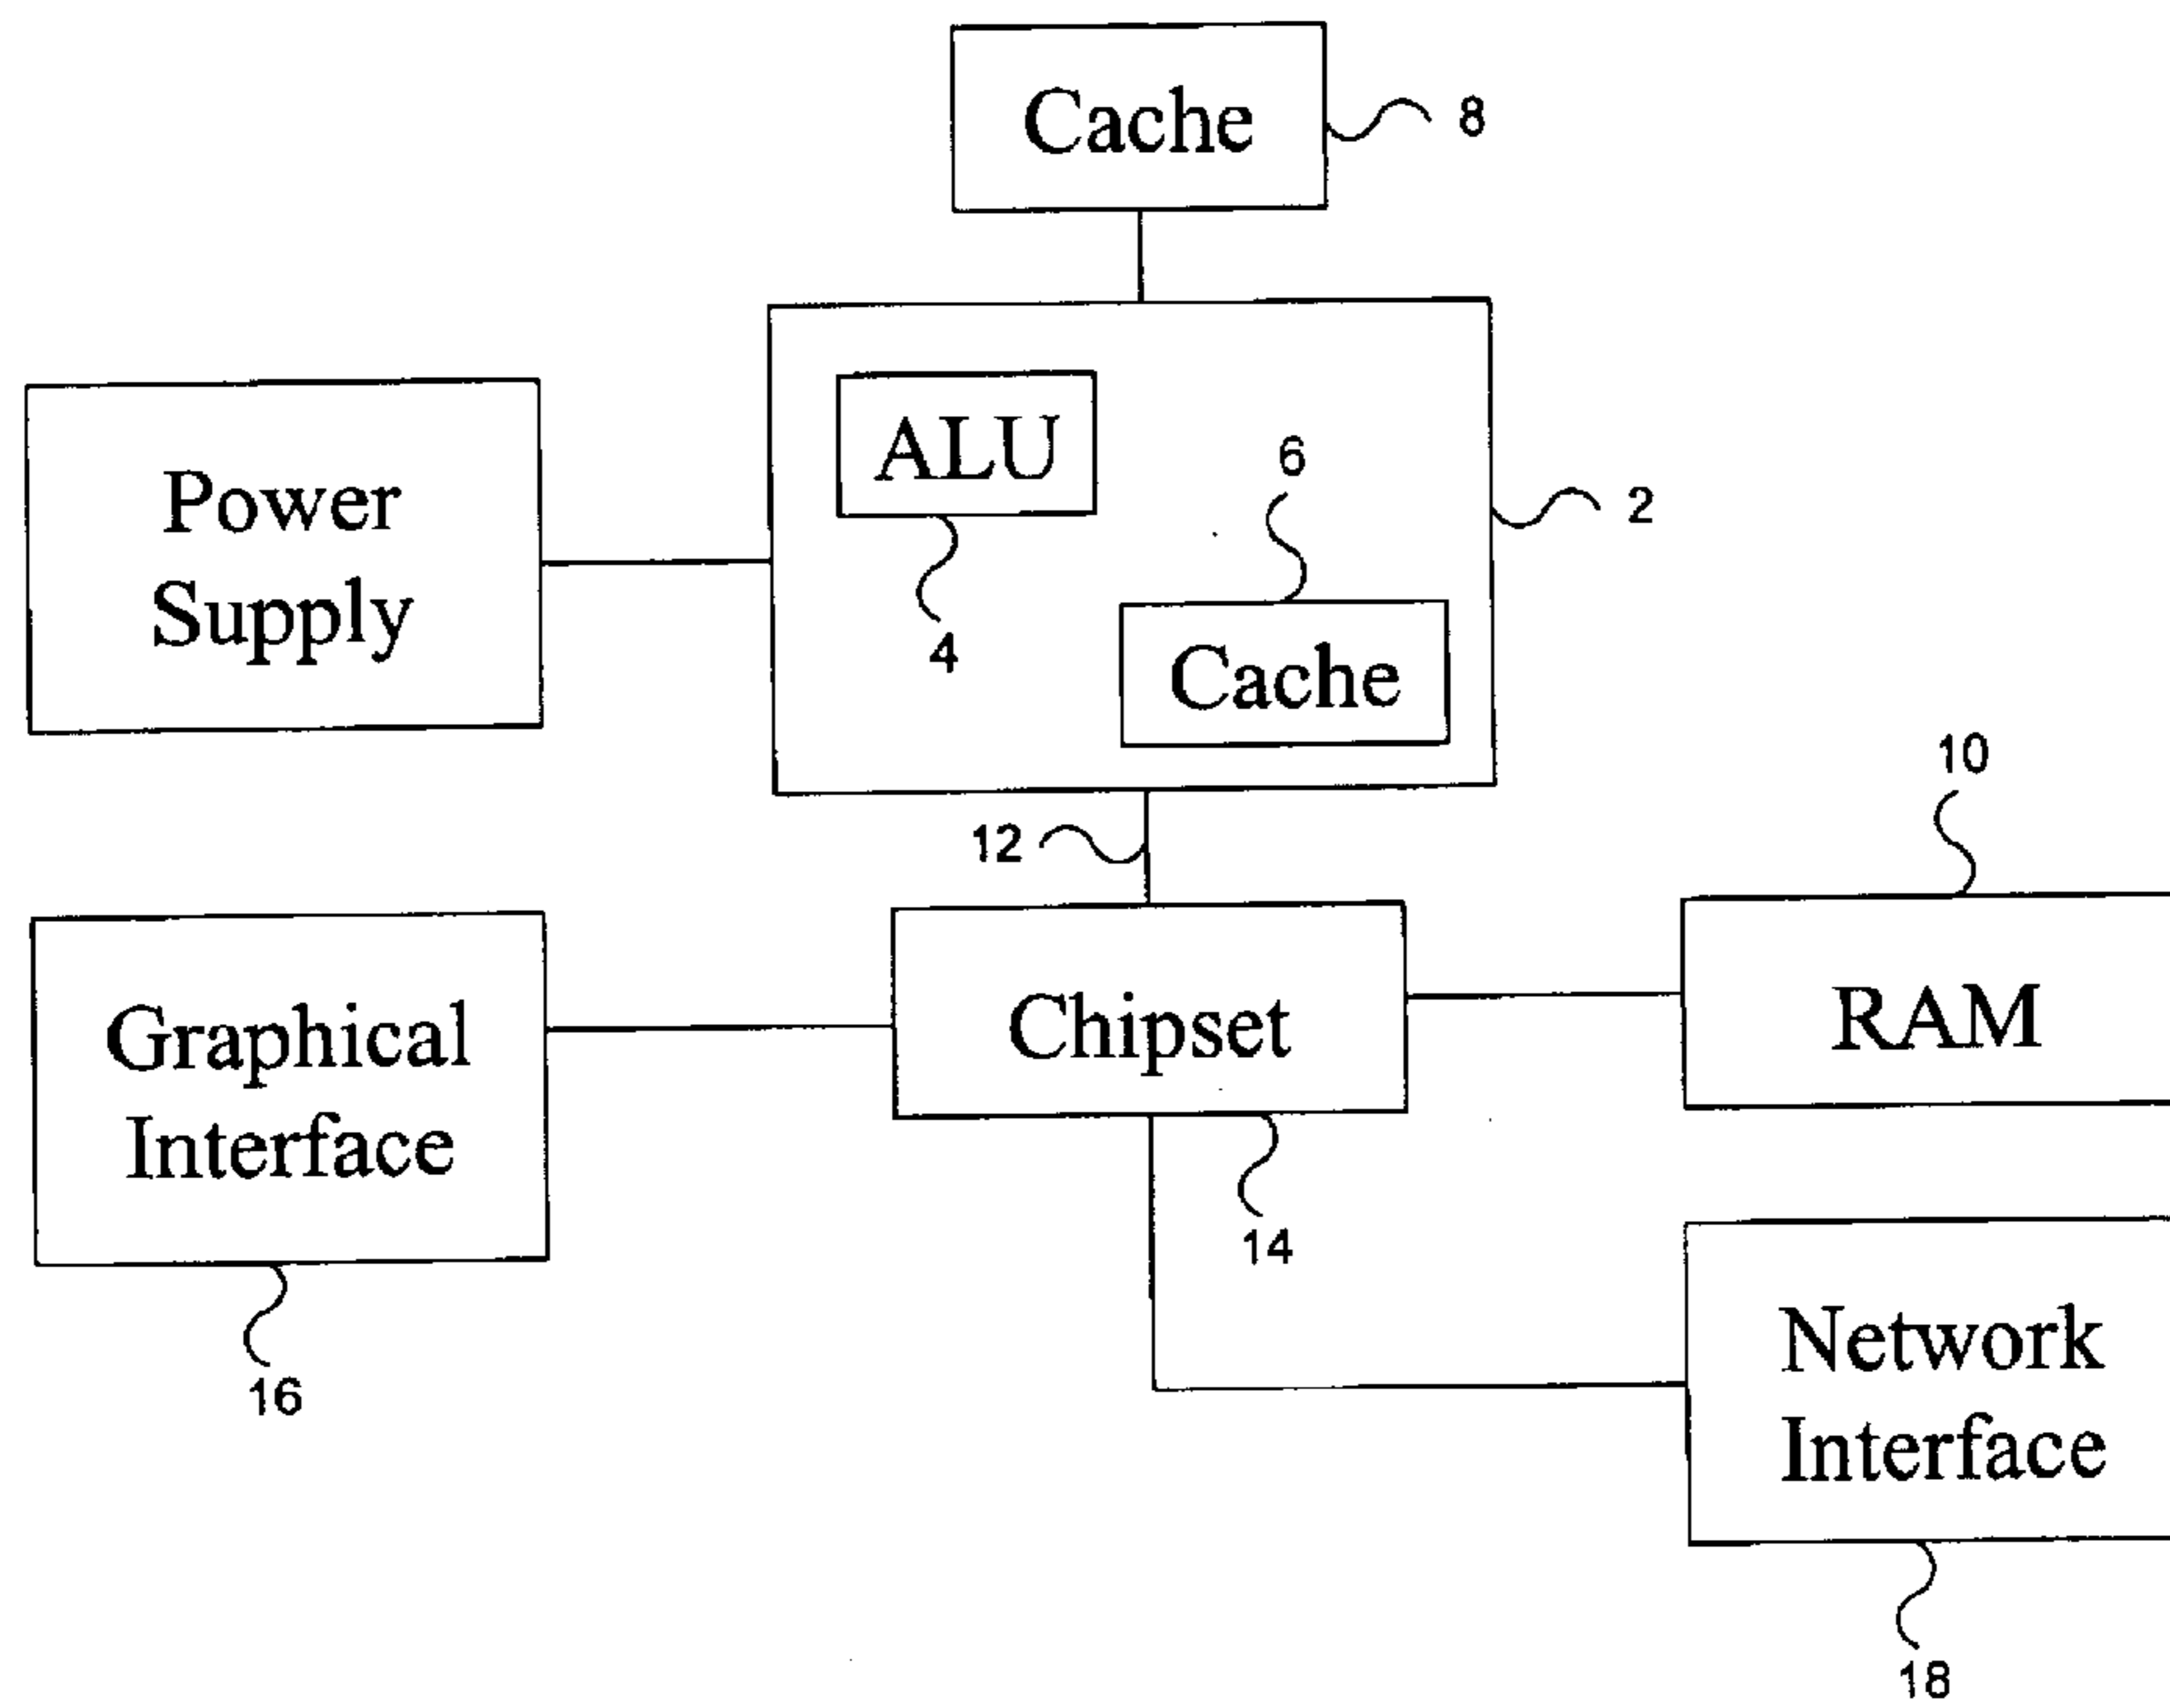 Cache
8
ALU
6
2
Power
Supply
4
Cache
10
12
Graphical
Interface
Chipset
RAM
14
16
Network
Interface
18